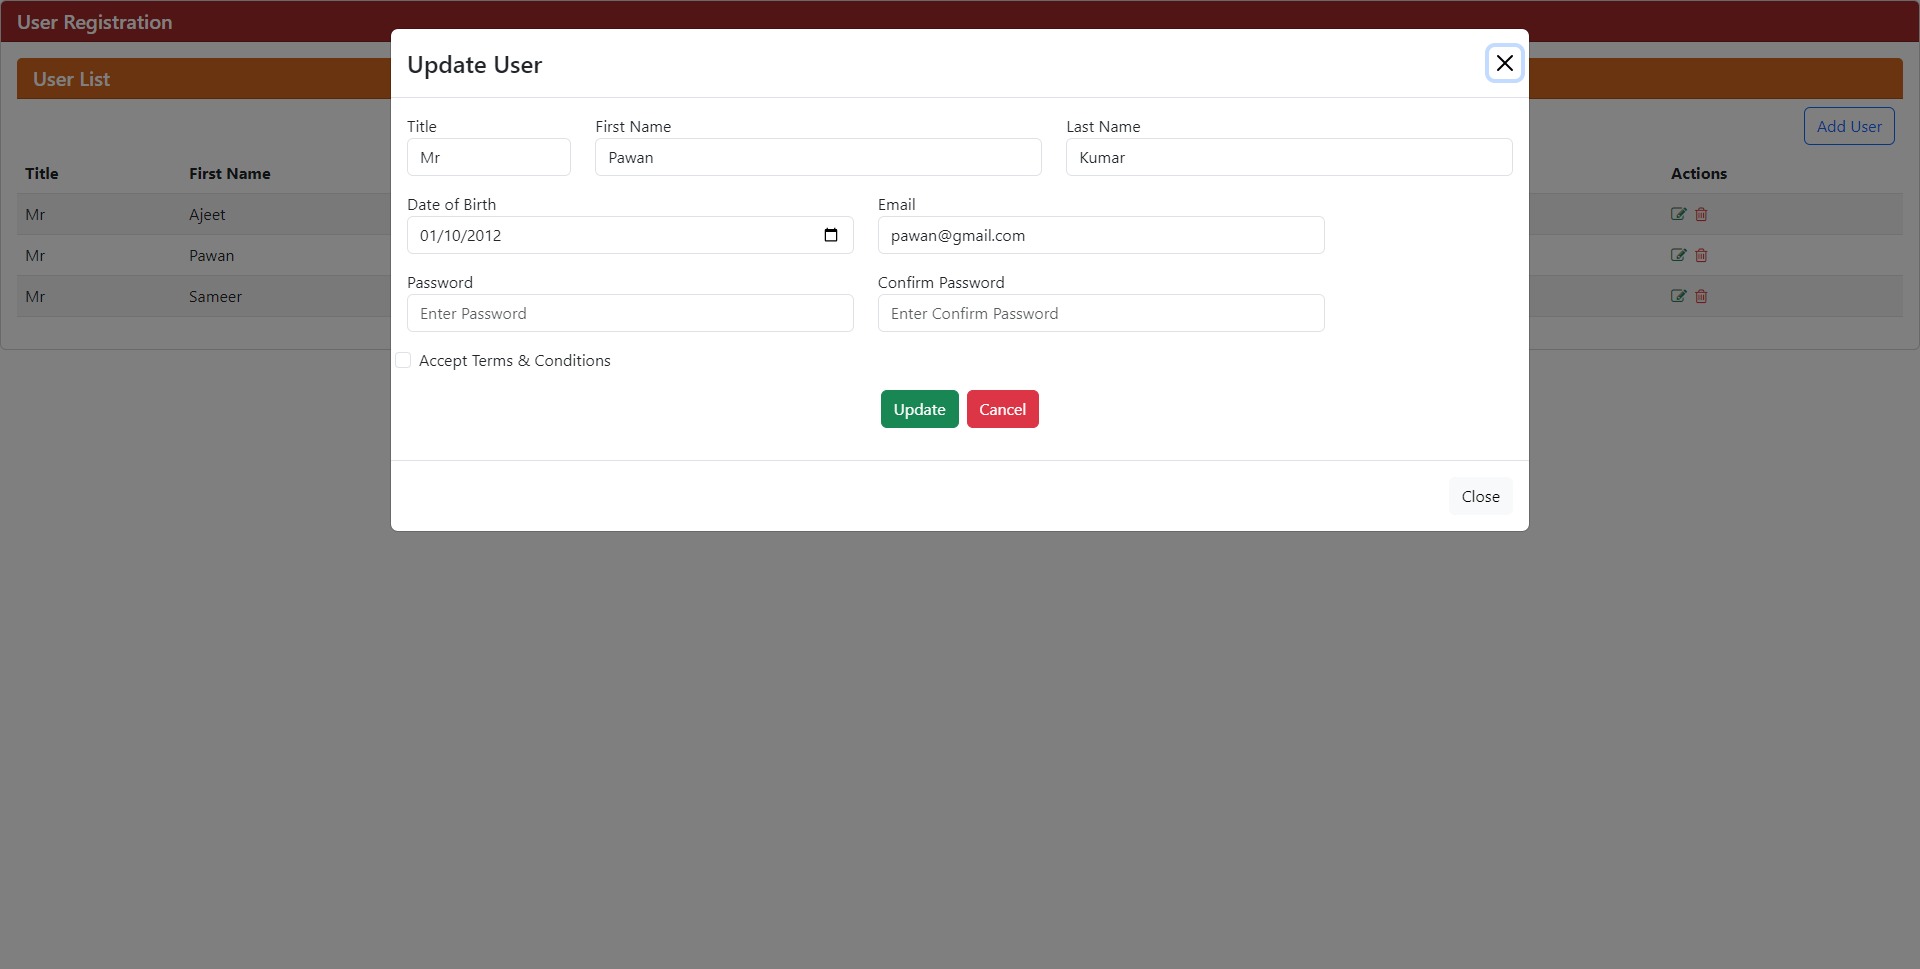 User Registration
Update User
User List
Title First Name Last Name
Add User
Mr Pawan Kumar
Title First Name Actions
Date of Birth Email
Mr Ajeet
01/10/2012 pawan@gmail.com
Mr Pawan
Password Confirm Password
Mr Sameer
Enter Password Enter Confirm Password
Accept Terms & Conditions
Update Cancel
Close